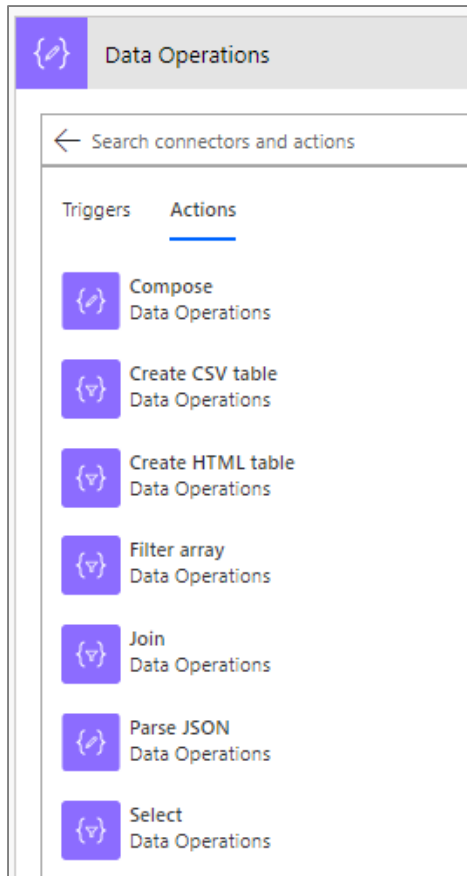 Data Operations
Search connectors and actions
Triggers Actions
Compose
Data Operations
Create CSV table
Data Operations
Create HTML table
Data Operations
Filter array
Data Operations
Join
Data Operations
Parse JSON
Data Operations
Select
Data Operations